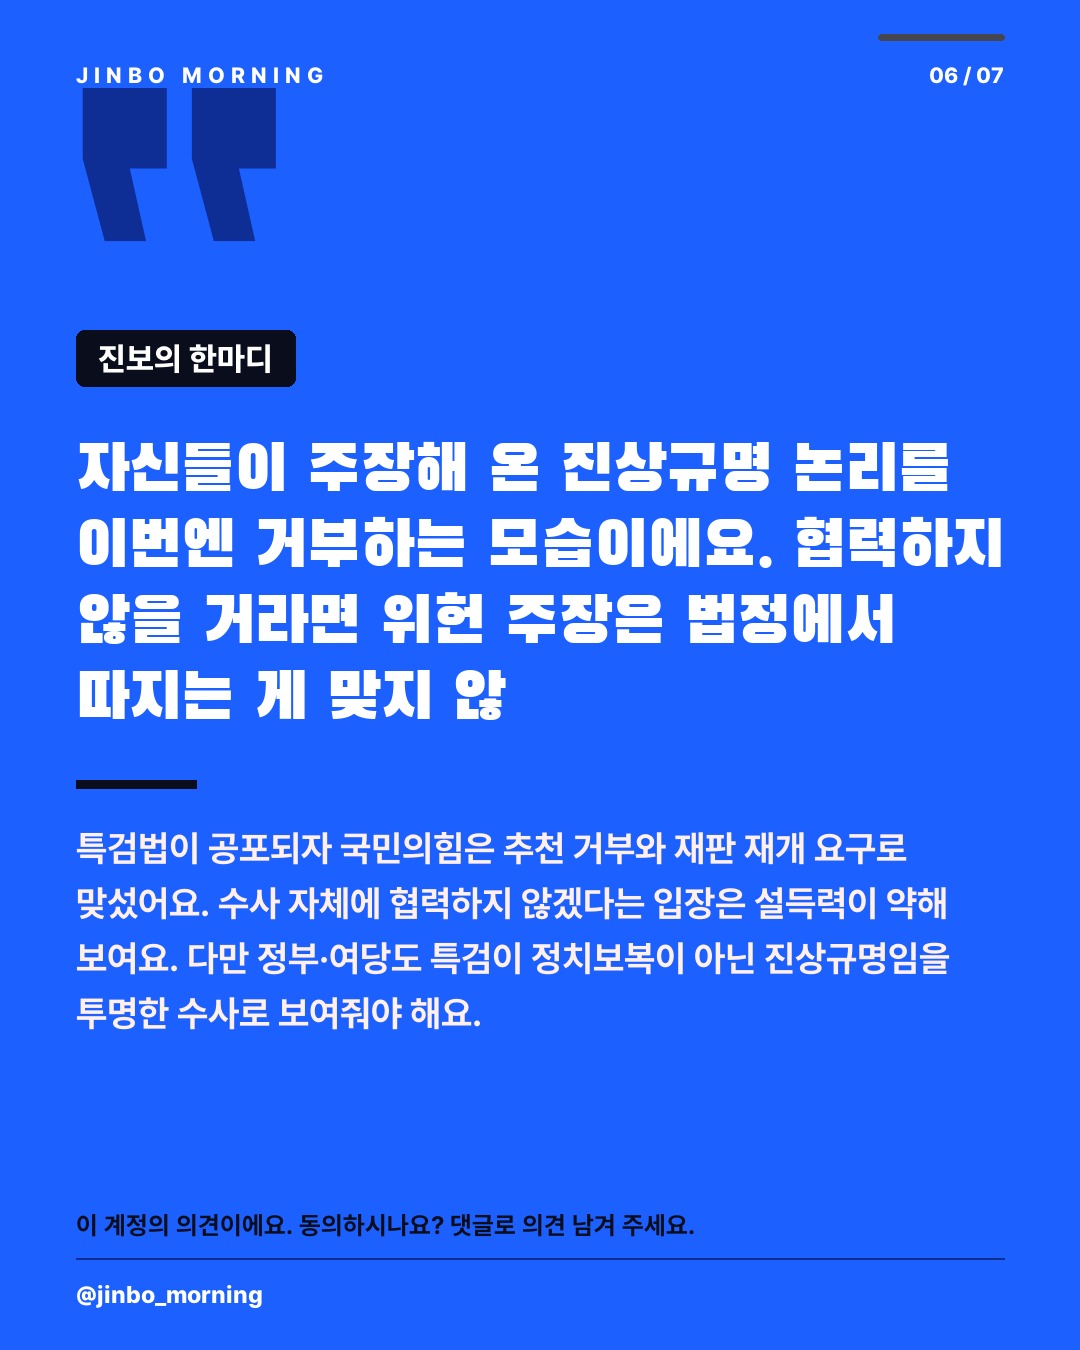 JINBO MORNING
06 / 07
진보의 한마디
자신들이 주장해 온 진상규명 논리를
이번엔 거부하는 모습이에요. 협력하지
않을 거라면 위헌 주장은 법정에서
따지는 게 맞지 않
특검법이 공포되자 국민의힘은 추천 거부와 재판 재개 요구로
맞섰어요. 수사 자체에 협력하지 않겠다는 입장은 설득력이 약해
보여요. 다만 정부·여당도 특검이 정치보복이 아닌 진상규명임을
투명한 수사로 보여줘야 해요.
이 계정의 의견이에요. 동의하시나요? 댓글로 의견 남겨 주세요.
@jinbo_morning